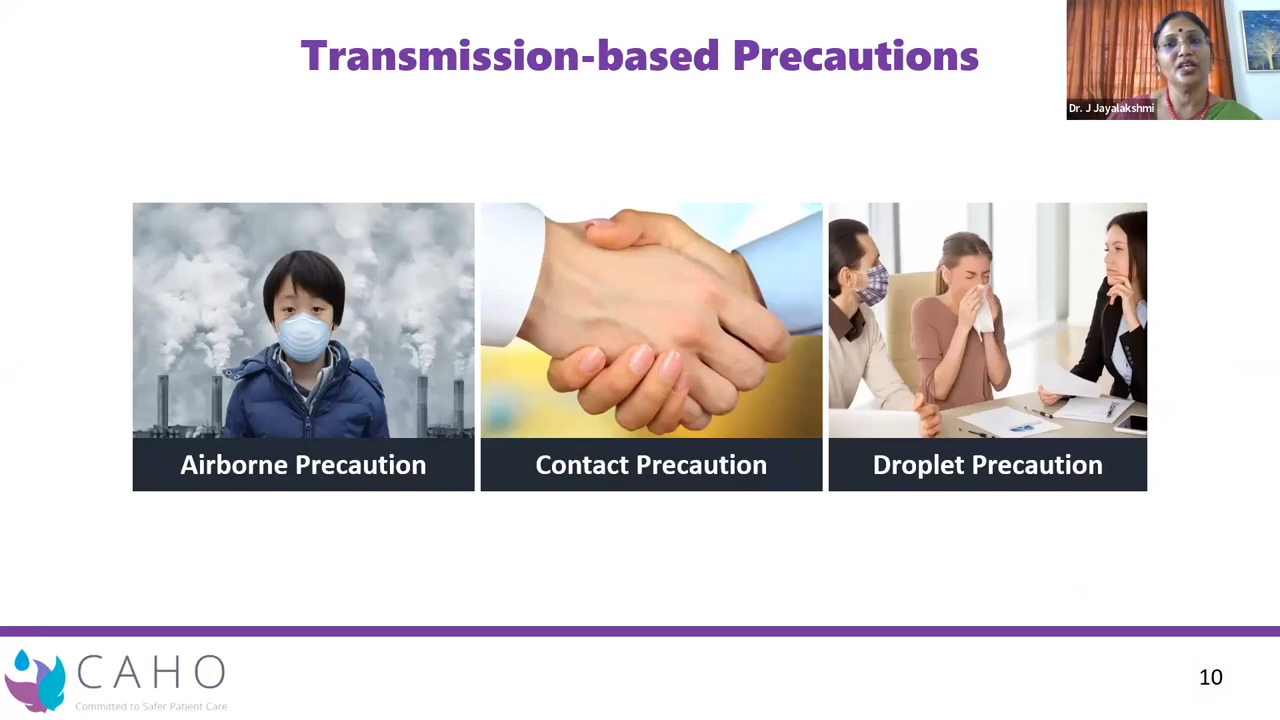 Transmission-based Precautions
Dr. J Jayalakshmi
Airborne Precaution
Contact Precaution
Droplet Precaution
CAHO
Committed to Safer Patient Care
10